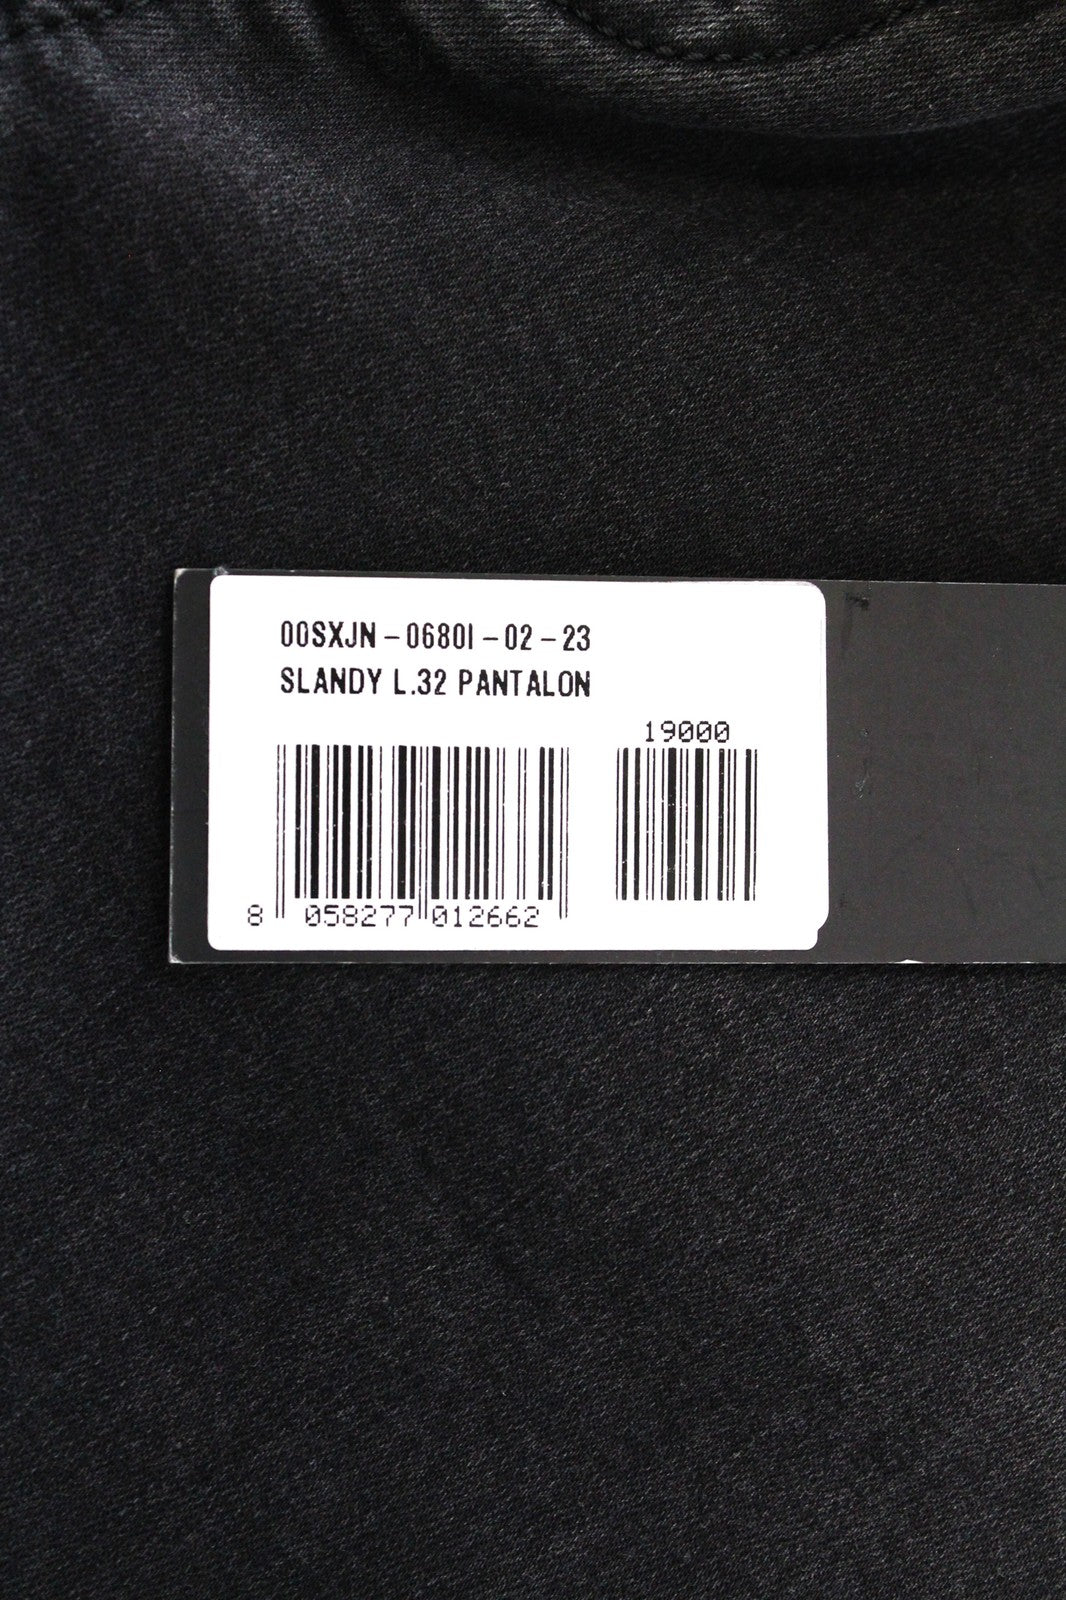 00SXJN-0680I-02-23
SLANDY L.32 PANTALON
19000
8 058277 012662